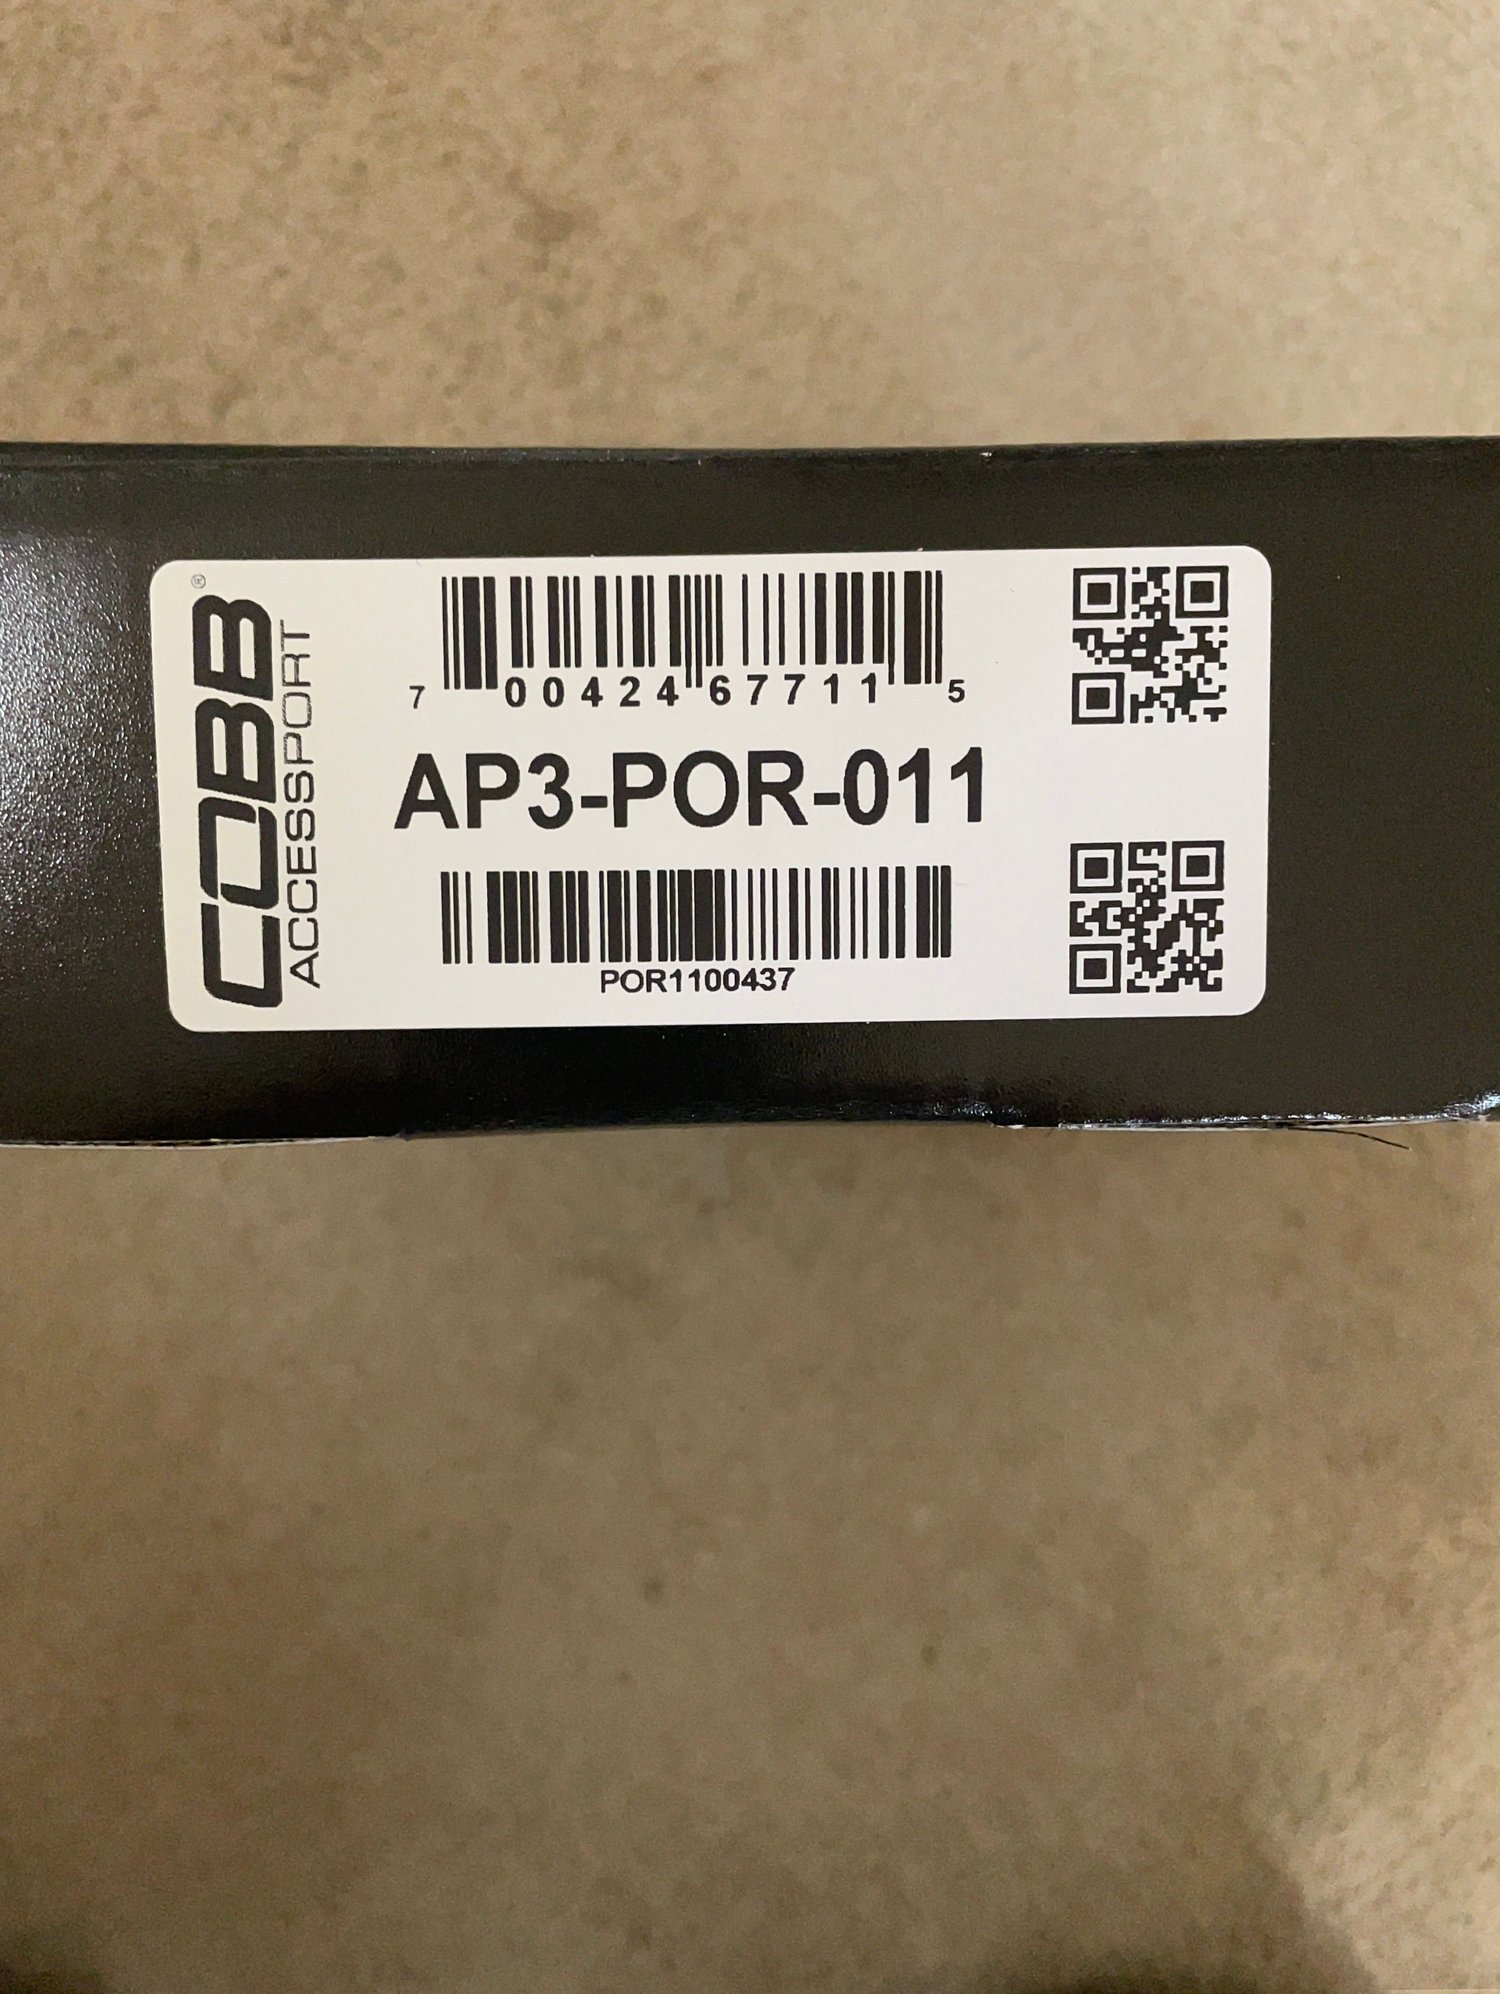 COBB®
ACCESSPORT
7 00424 67711 5
AP3-POR-011
POR1100437